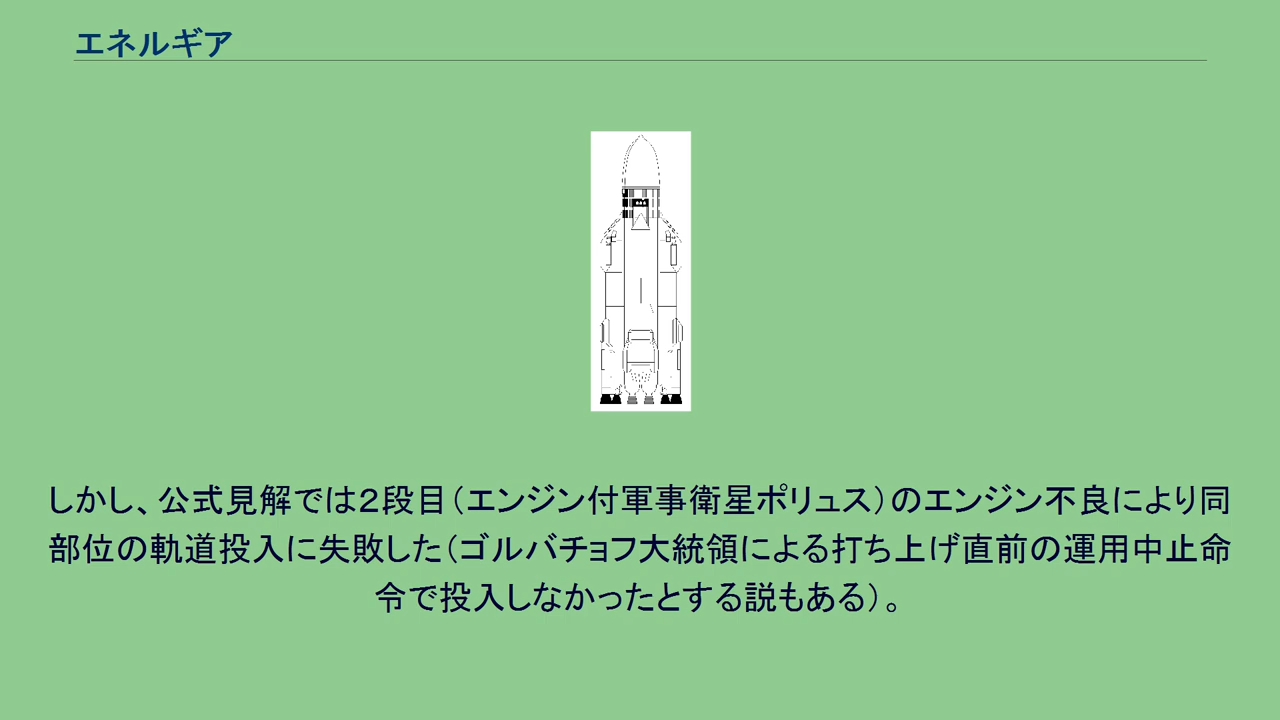 エネルギア
しかし、公式見解では２段目（エンジン付軍事衛星ポリュス）のエンジン不良により同
部位の軌道投入に失敗した（ゴルバチョフ大統領による打ち上げ直前の運用中止命
令で投入しなかったとする説もある）。